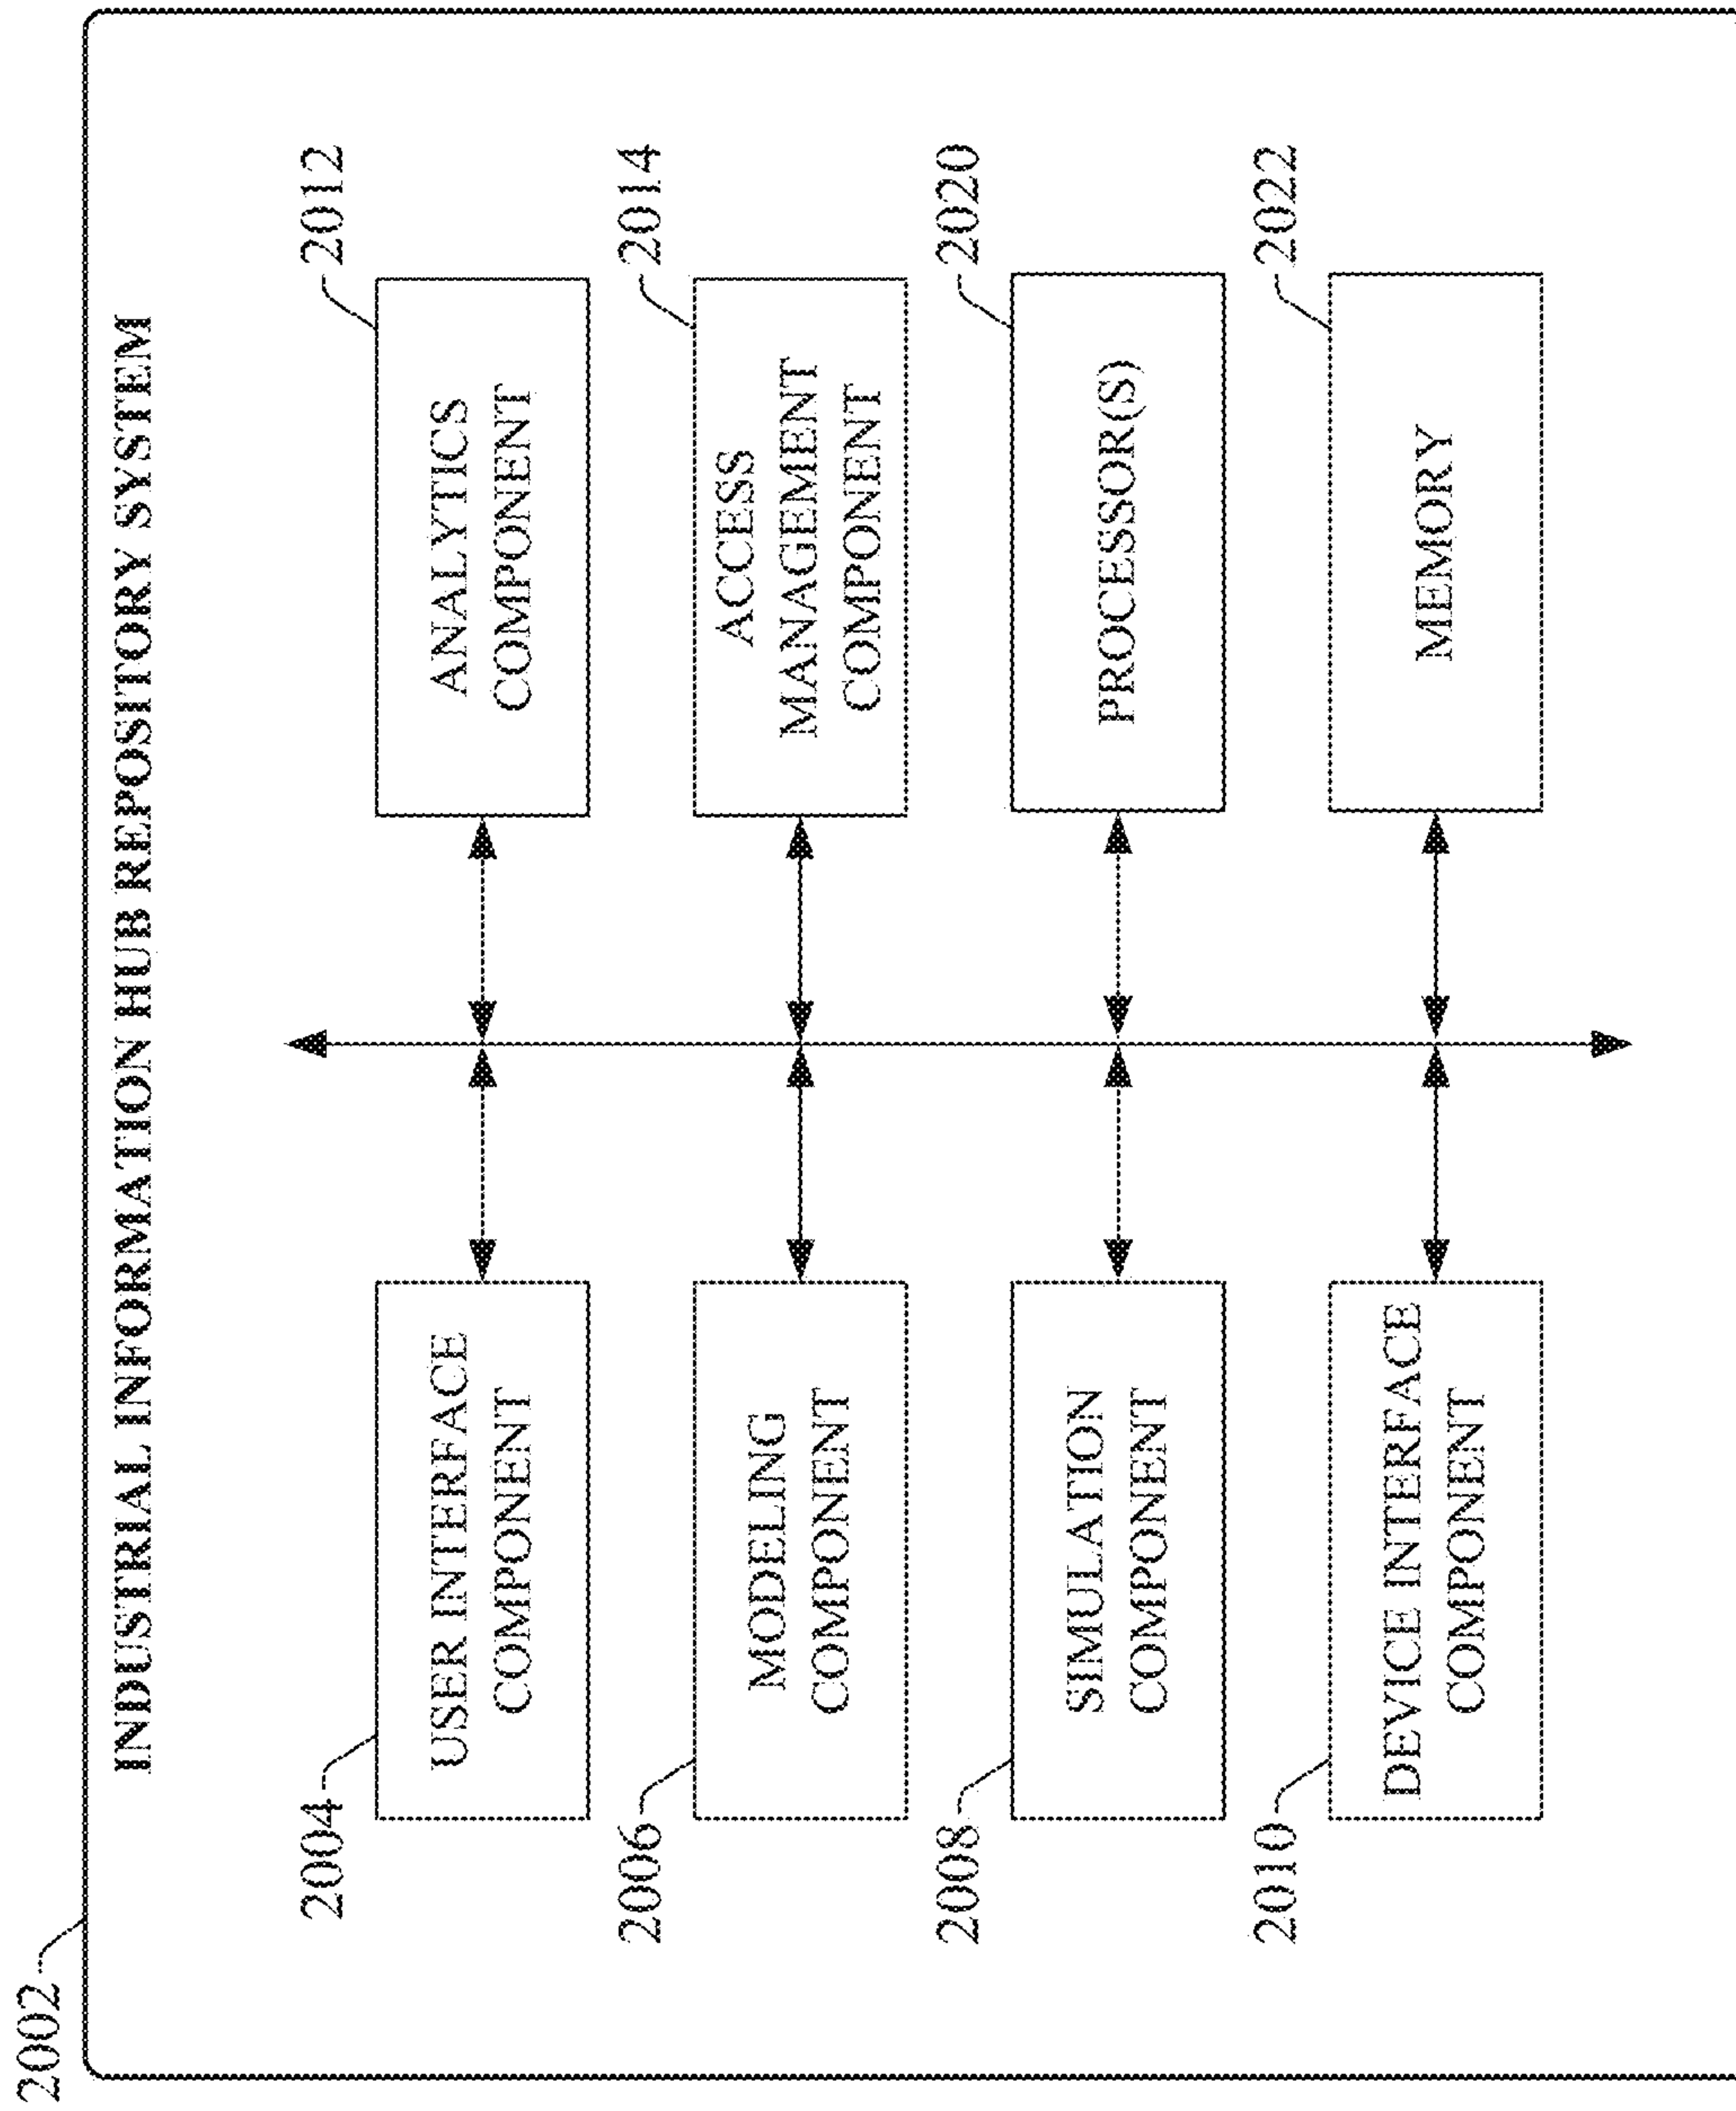 2002
INDUSTRIAL INFORMATION HUB REPOSITORY SYSTEM
2004
USER INTERFACE
COMPONENT
2006
MODELING
COMPONENT
2008
SIMULATION
COMPONENT
2010
DEVICE INTERFACE
COMPONENT
2012
ANALYTICS
COMPONENT
2014
ACCESS
MANAGEMENT
COMPONENT
2020
PROCESSOR(S)
2022
MEMORY